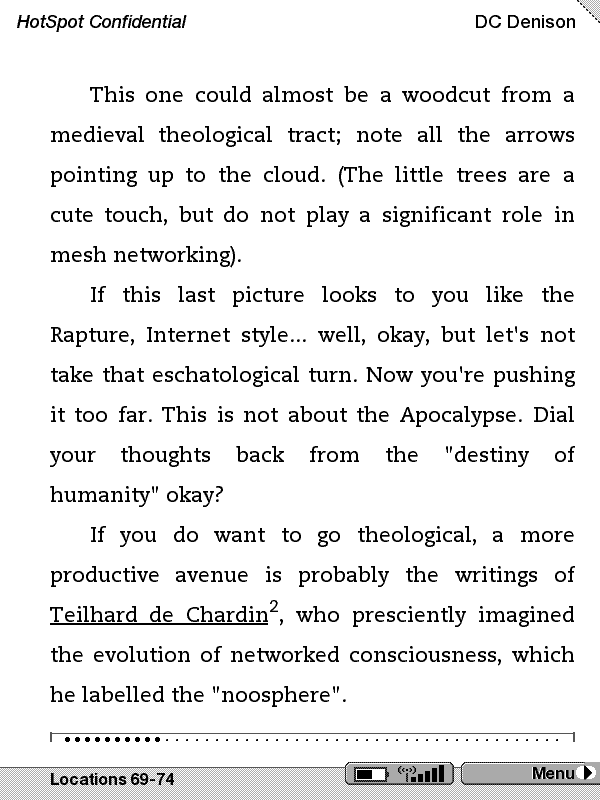 HotSpot Confidential
DC Denison
This one could almost be a woodcut from a
medieval theological tract; note all the arrows
pointing up to the cloud. (The little trees are a
cute touch, but do not play a significant role in
mesh networking).
If this last picture looks to you like the
Rapture, Internet style... well, okay, but let's not
take that eschatological turn. Now you're pushing
it too far. This is not about the Apocalypse. Dial
your thoughts back from the "destiny of
humanity" okay?
If you do want to go theological, a more
productive avenue is probably the writings of
Teilhard de Chardin2, who presciently imagined
the evolution of networked consciousness, which
he labelled the "noosphere".
Locations 69-74
Menu